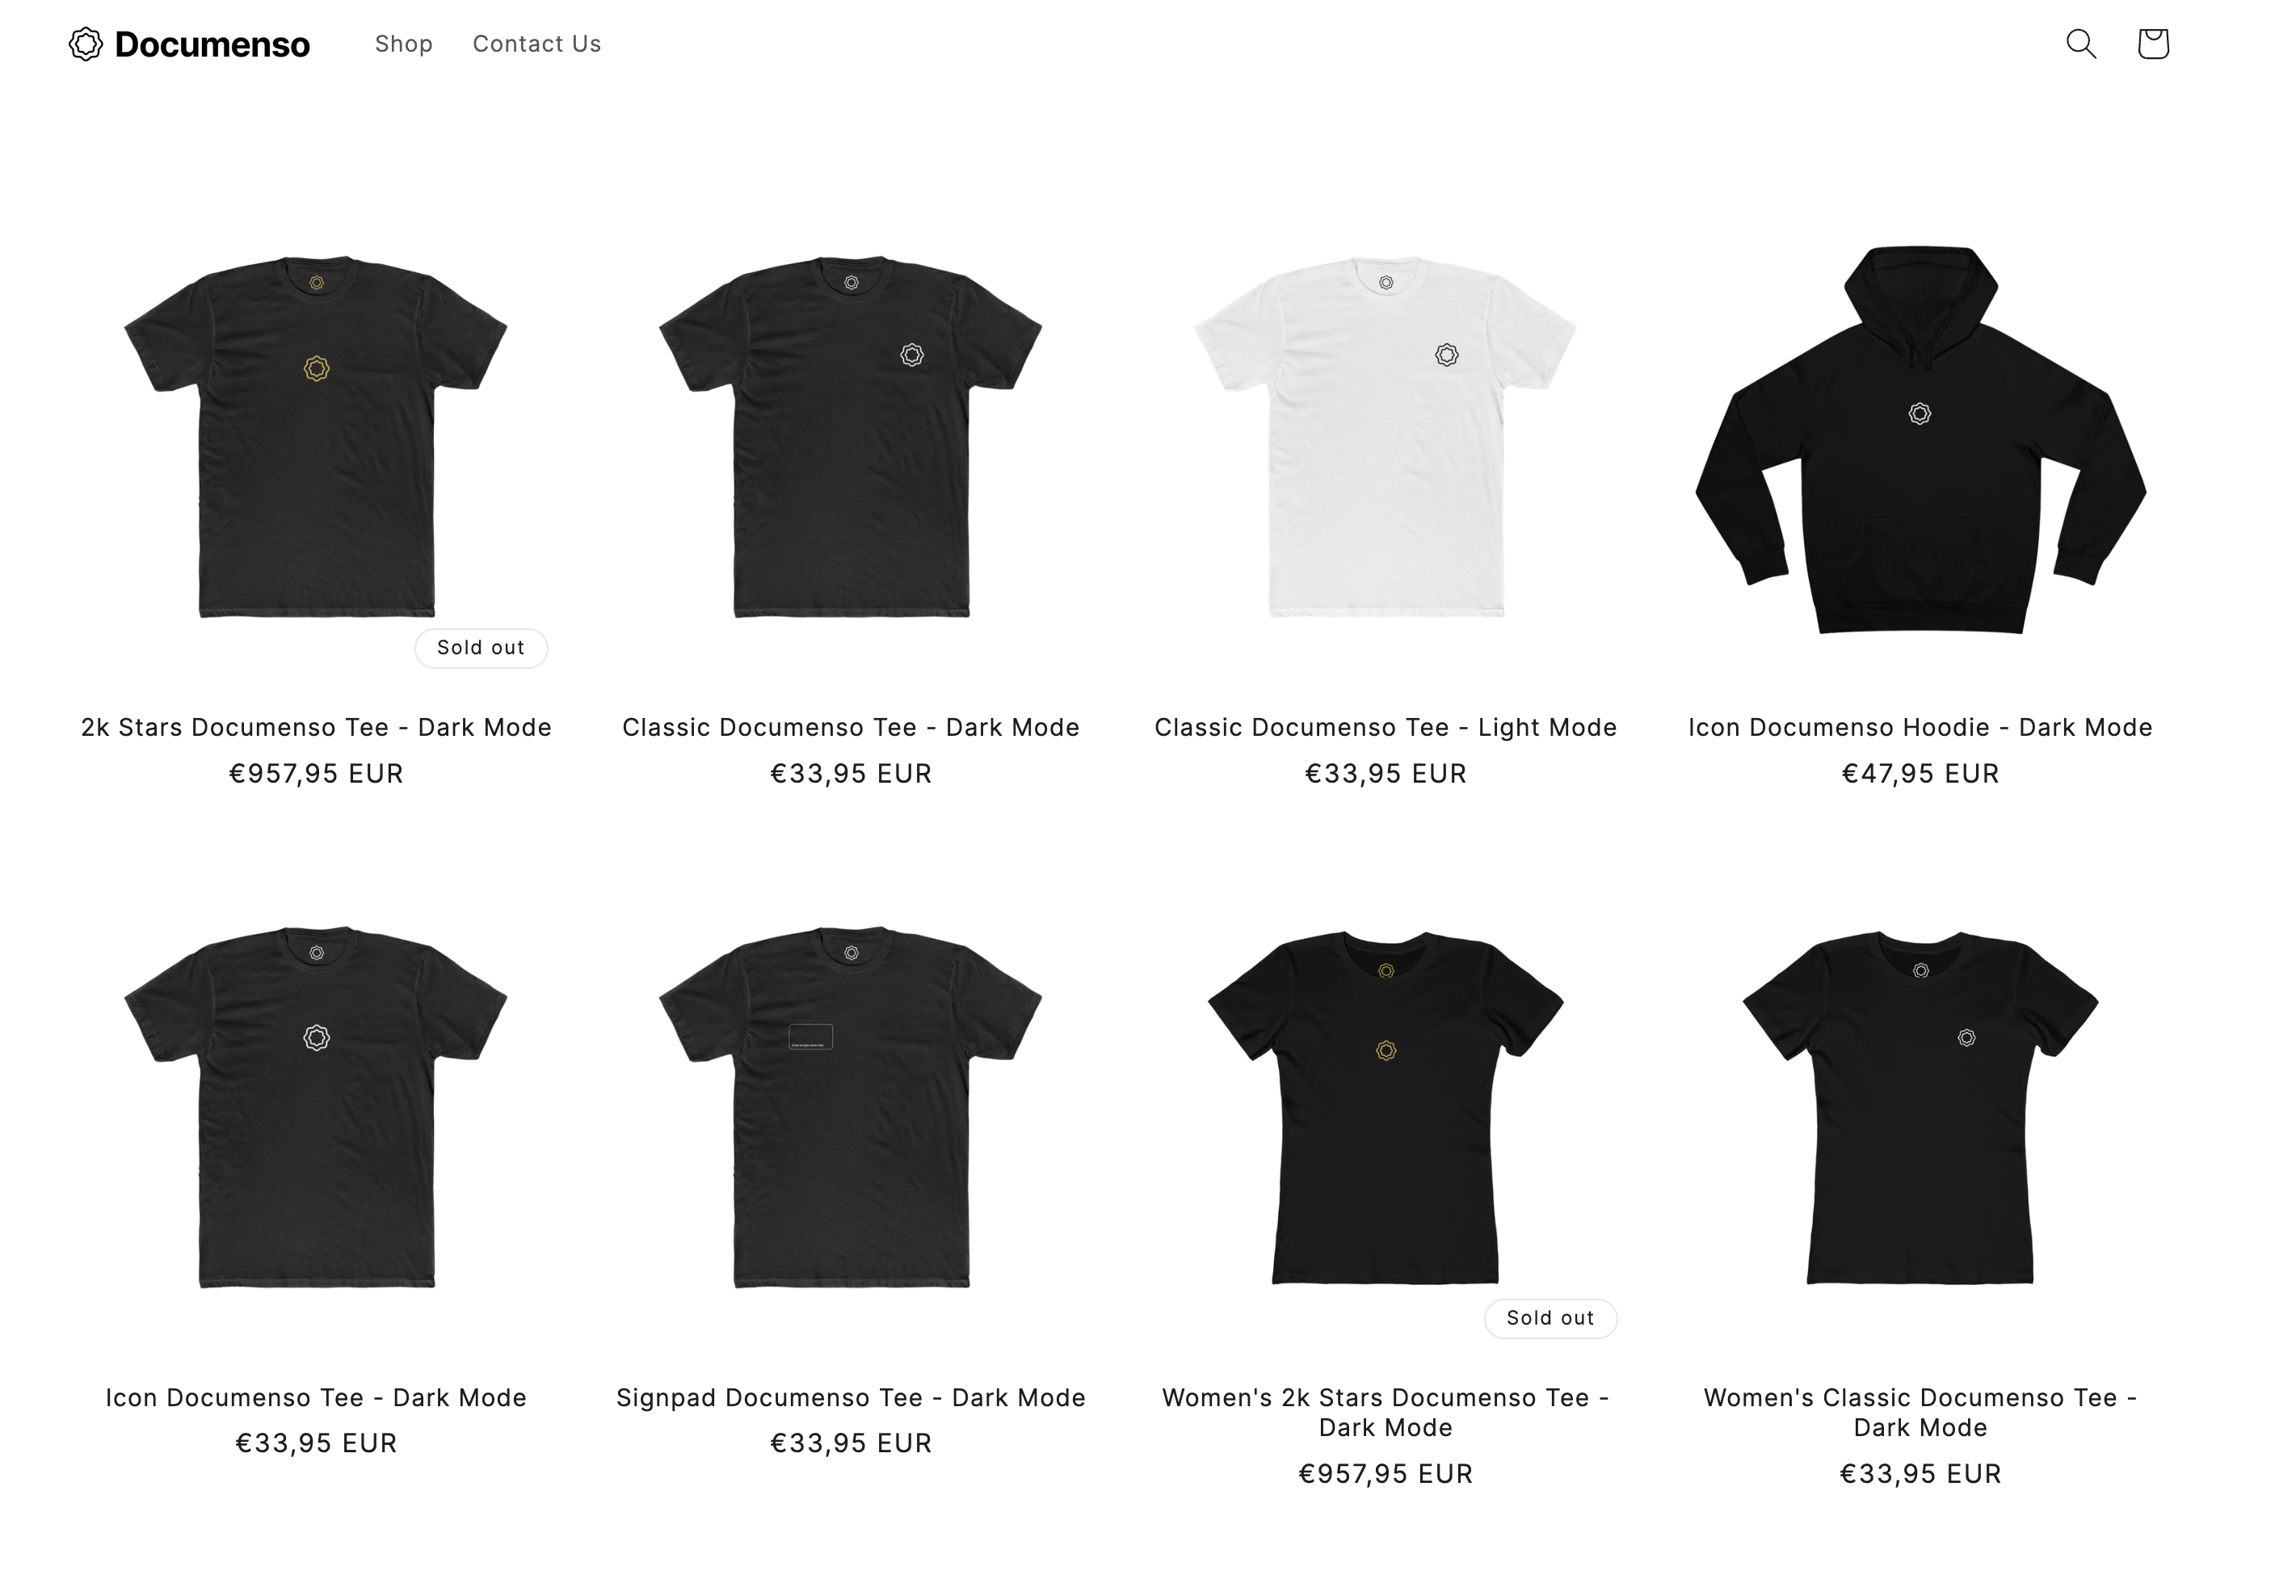 Documenso
Shop
Contact Us
Sold out
2k Stars Documenso Tee - Dark Mode
€957,95 EUR
Classic Documenso Tee - Dark Mode
€33,95 EUR
Classic Documenso Tee - Light Mode
€33,95 EUR
Icon Documenso Hoodie - Dark Mode
€47,95 EUR
Icon Documenso Tee - Dark Mode
€33,95 EUR
Signpad Documenso Tee - Dark Mode
€33,95 EUR
Sold out
Women's 2k Stars Documenso Tee -
Dark Mode
€957,95 EUR
Women's Classic Documenso Tee -
Dark Mode
€33,95 EUR